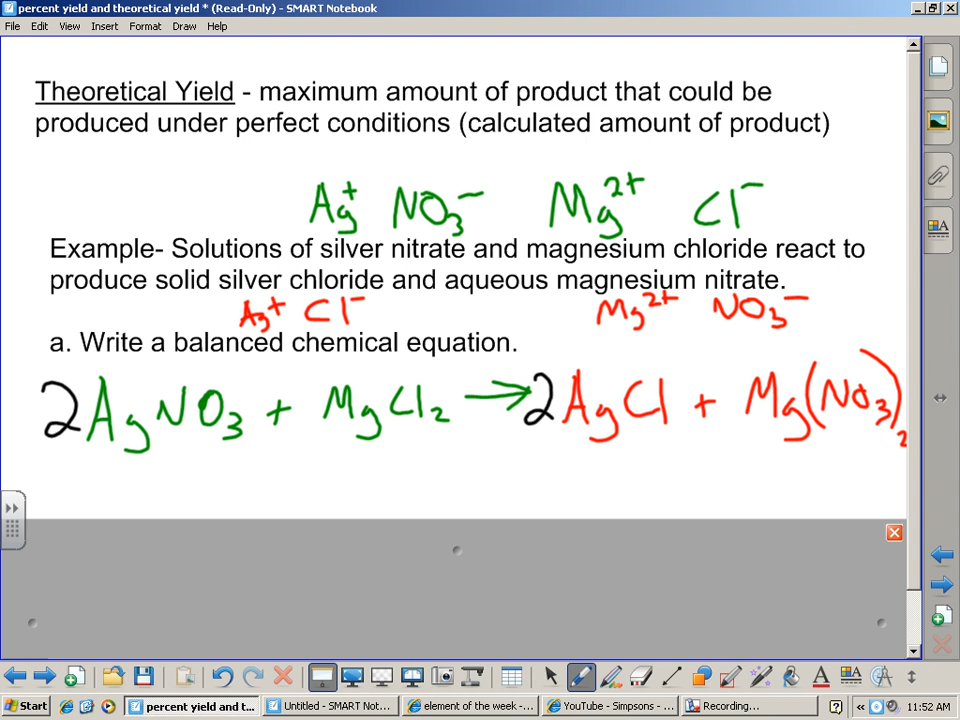 percent yield and theoretical yield * (Read-Only) - SMART Notebook
File Edit View Insert Format Draw Help
Theoretical Yield - maximum amount of product that could be
produced under perfect conditions (calculated amount of product)
Ag⁺ NO₃⁻ Mg²⁺ Cl⁻
Example- Solutions of silver nitrate and magnesium chloride react to
produce solid silver chloride and aqueous magnesium nitrate.
Ag⁺ Cl⁻ Mg²⁺ NO₃⁻
a. Write a balanced chemical equation.
2AgNO₃ + MgCl₂ → 2AgCl + Mg(NO₃)₂
Start percent yield and t... Untitled - SMART Not... element of the week -... YouTube - Simpsons -... Recording... 11:52 AM